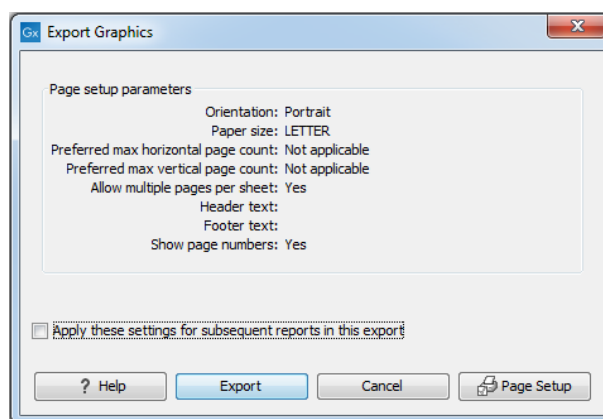 Gx Export Graphics
Page setup parameters
Orientation: Portrait
Paper size: LETTER
Preferred max horizontal page count: Not applicable
Preferred max vertical page count: Not applicable
Allow multiple pages per sheet: Yes
Header text:
Footer text:
Show page numbers: Yes
Apply these settings for subsequent reports in this export
? Help Export Cancel Page Setup